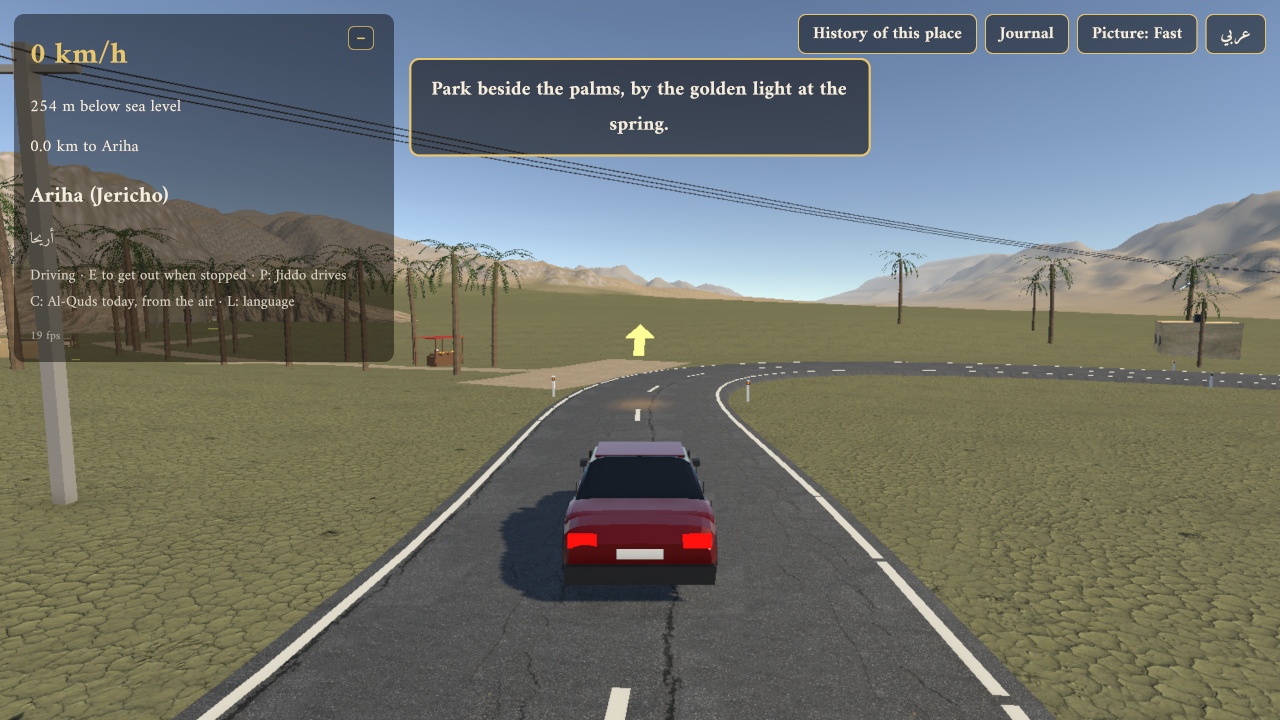 0 km/h
–
254 m below sea level
0.0 km to Ariha
Ariha (Jericho)
أريحا
Driving · E to get out when stopped · P: Jiddo drives
C: Al-Quds today, from the air · L: language
19 fps
Park beside the palms, by the golden light at the
spring.
History of this place
Journal
Picture: Fast
عربي